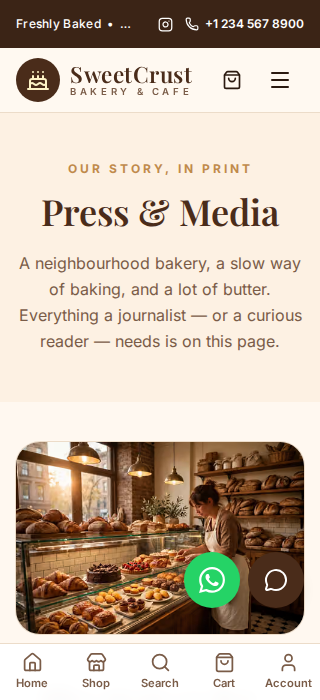 Freshly Baked • ...
+1 234 567 8900
SweetCrust
BAKERY & CAFE
OUR STORY, IN PRINT
Press & Media
A neighbourhood bakery, a slow way
of baking, and a lot of butter.
Everything a journalist — or a curious
reader — needs is on this page.
Home
Shop
Search
Cart
Account